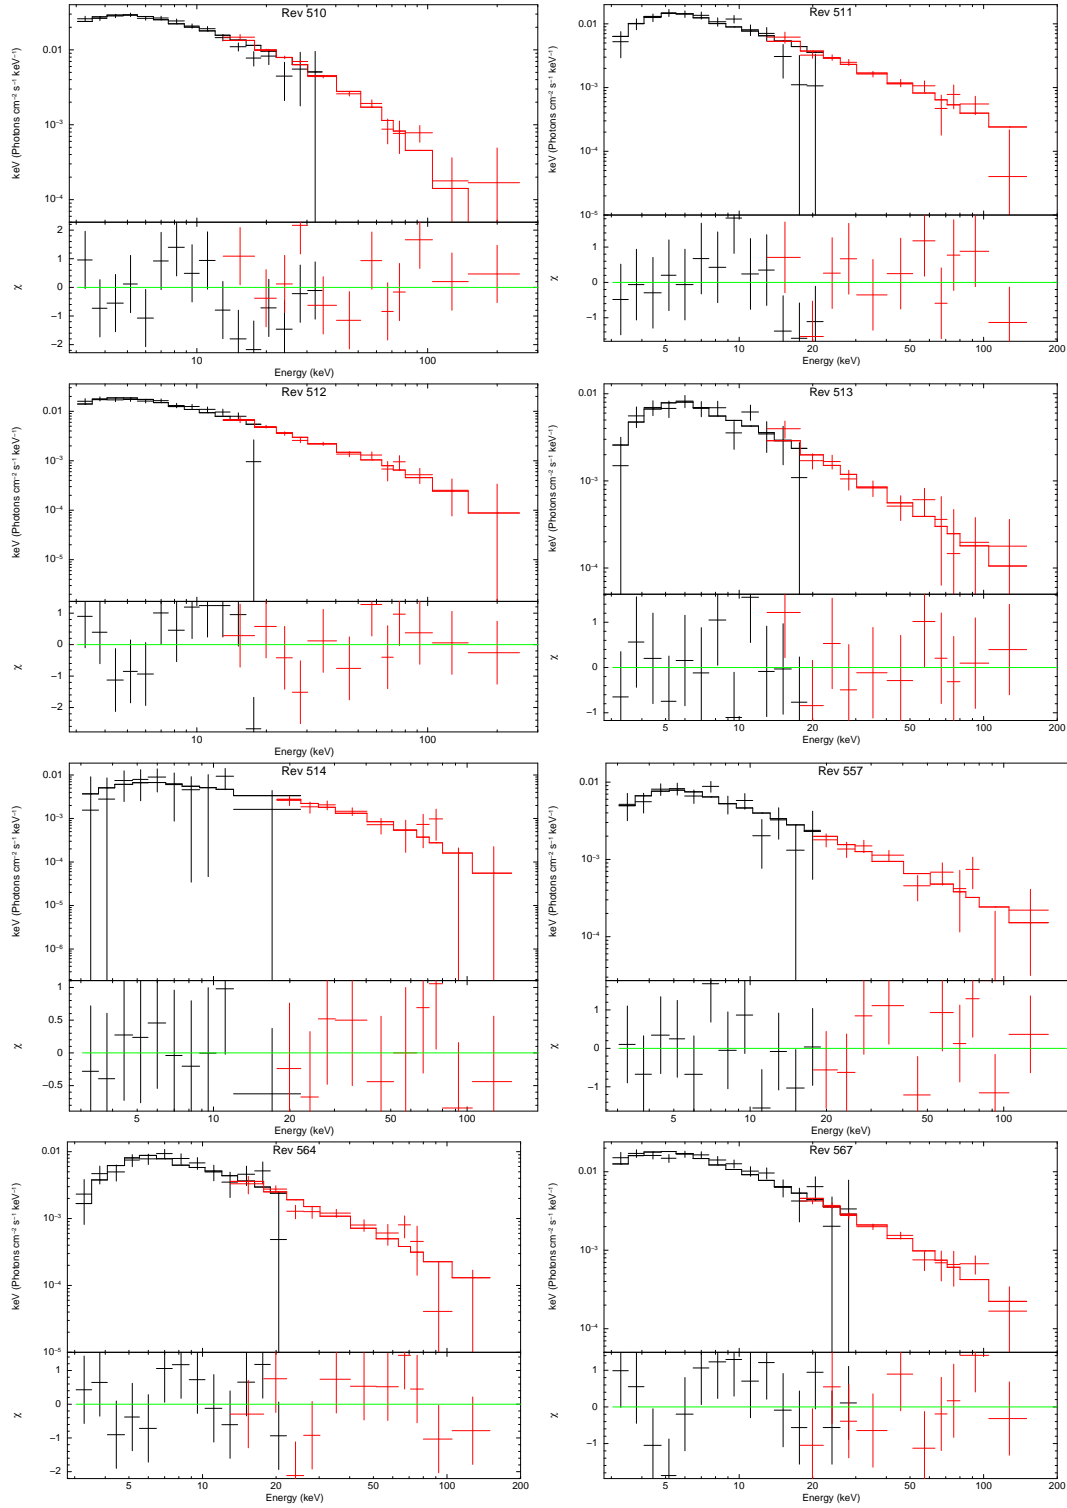 Rev 510
keV (Photons cm⁻² s⁻¹ keV⁻¹)
0.01
10⁻³
10⁻⁴
χ
2
1
0
−1
−2
10
100
Energy (keV)
Rev 511
keV (Photons cm⁻² s⁻¹ keV⁻¹)
0.01
10⁻³
10⁻⁴
10⁻⁵
χ
1
0
−1
5
10
20
50
100
200
Energy (keV)
Rev 512
keV (Photons cm⁻² s⁻¹ keV⁻¹)
0.01
10⁻³
10⁻⁴
10⁻⁵
χ
1
0
−1
−2
10
100
Energy (keV)
Rev 513
keV (Photons cm⁻² s⁻¹ keV⁻¹)
0.01
10⁻³
10⁻⁴
χ
1
0
−1
5
10
20
50
100
200
Energy (keV)
Rev 514
keV (Photons cm⁻² s⁻¹ keV⁻¹)
0.01
10⁻³
10⁻⁴
10⁻⁵
10⁻⁶
χ
0.5
0
−0.5
5
10
20
50
100
Energy (keV)
Rev 557
keV (Photons cm⁻² s⁻¹ keV⁻¹)
0.01
10⁻³
10⁻⁴
χ
1
0
−1
5
10
20
50
100
Energy (keV)
Rev 564
keV (Photons cm⁻² s⁻¹ keV⁻¹)
0.01
10⁻³
10⁻⁴
10⁻⁵
χ
1
0
−1
−2
5
10
20
50
100
200
Energy (keV)
Rev 567
keV (Photons cm⁻² s⁻¹ keV⁻¹)
0.01
10⁻³
10⁻⁴
χ
1
0
−1
5
10
20
50
100
200
Energy (keV)